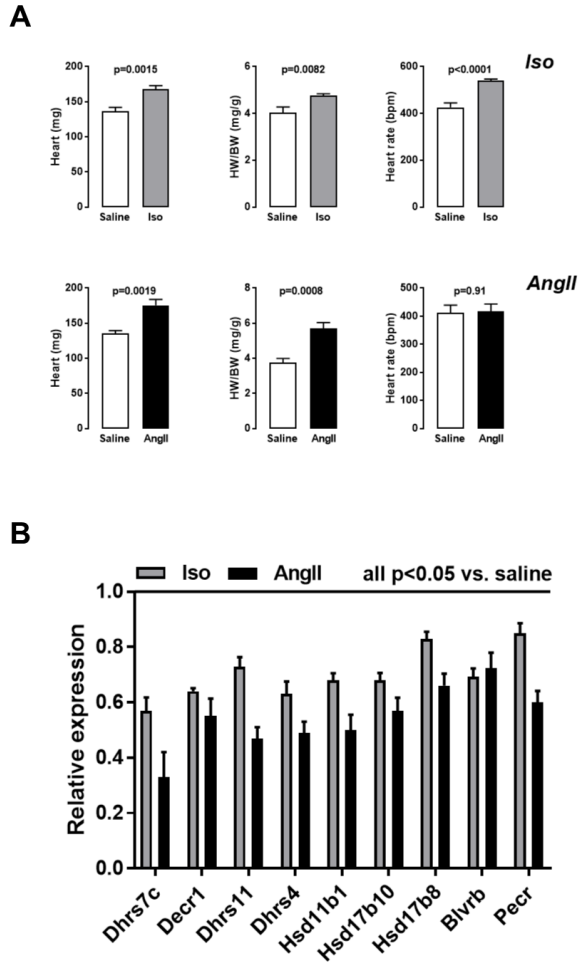 A
Iso
p=0.0015
Heart (mg)
200
150
100
50
0
Saline Iso
p=0.0082
HW/BW (mg/g)
6
4
2
0
Saline Iso
p<0.0001
Heart rate (bpm)
600
400
200
0
Saline Iso
AngII
p=0.0019
Heart (mg)
200
150
100
50
0
Saline AngII
p=0.0008
HW/BW (mg/g)
8
6
4
2
0
Saline AngII
p=0.91
Heart rate (bpm)
500
400
300
200
100
0
Saline AngII
B
Iso AngII all p<0.05 vs. saline
Relative expression
1.0
0.8
0.6
0.4
0.2
0.0
Dhrs7c
Decr1
Dhrs11
Dhrs4
Hsd11b1
Hsd17b10
Hsd17b8
Blvrb
Pecr